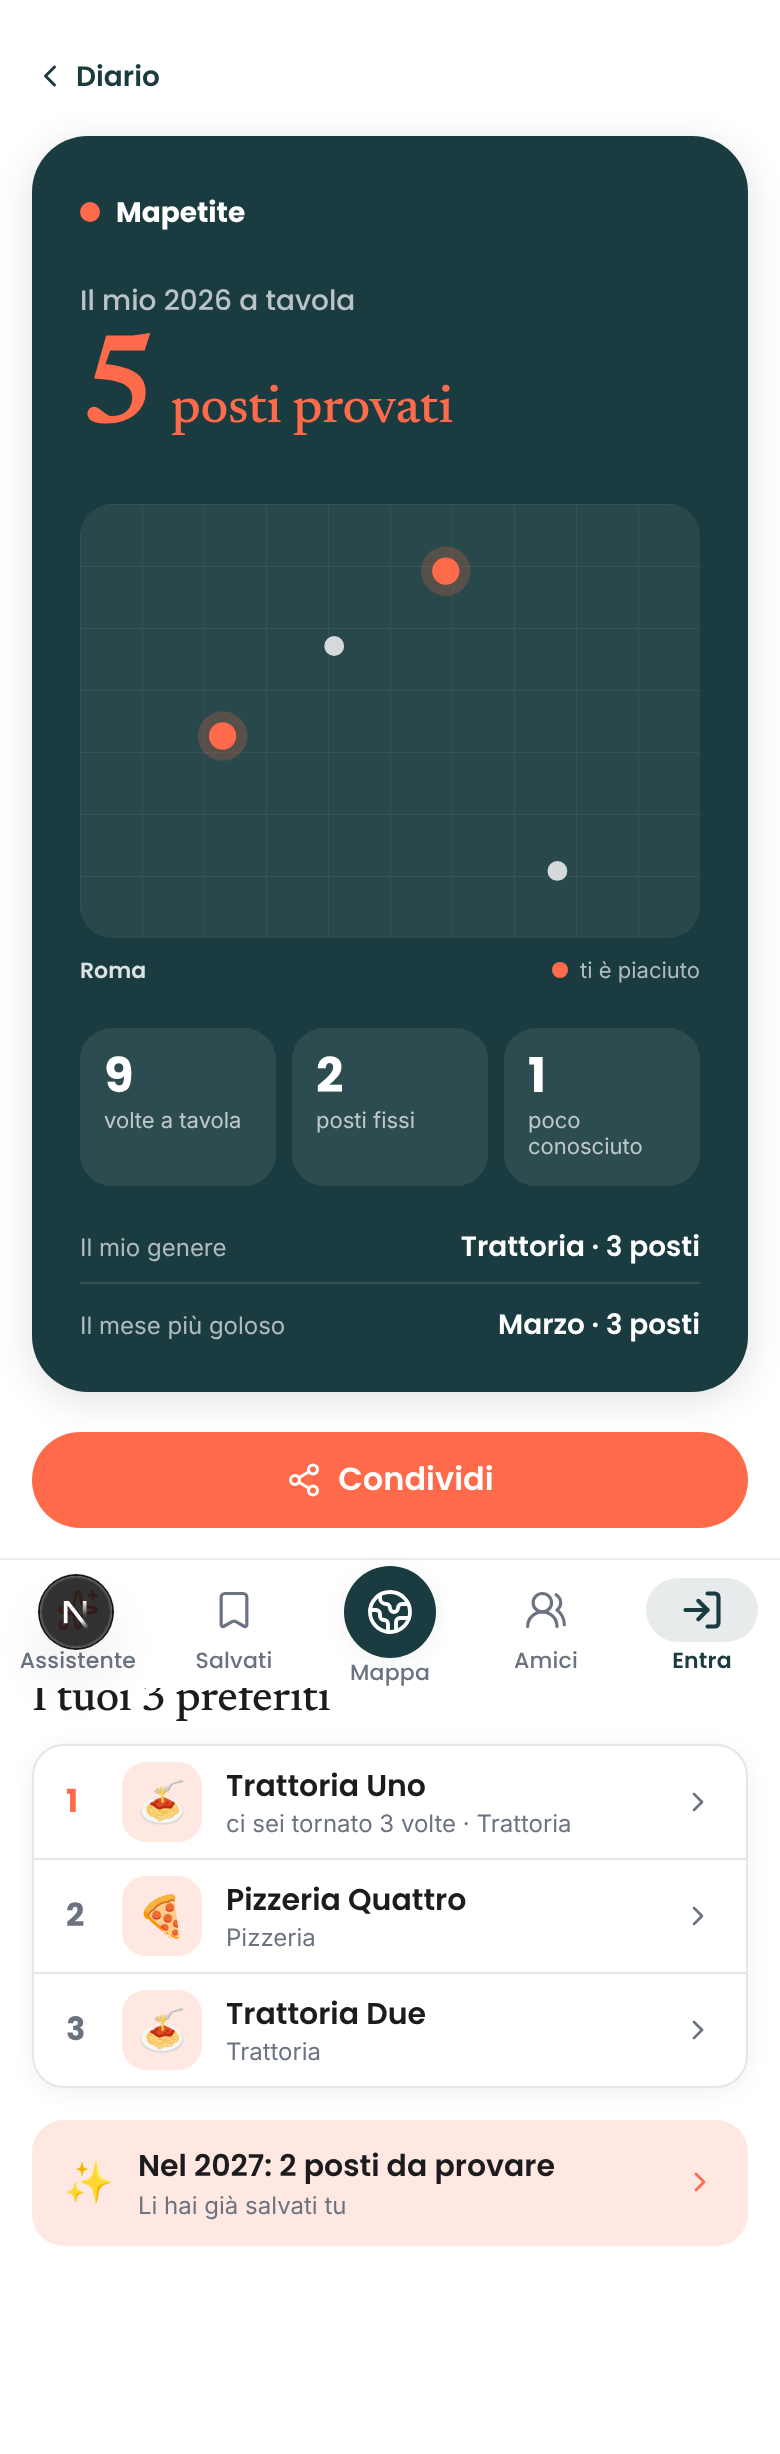 Diario
Mapetite
Il mio 2026 a tavola
5 posti provati
Roma
ti è piaciuto
9
volte a tavola
2
posti fissi
1
poco
conosciuto
Il mio genere
Trattoria · 3 posti
Il mese più goloso
Marzo · 3 posti
Condividi
N
Assistente
Salvati
Mappa
Amici
Entra
I tuoi 3 preferiti
1
Trattoria Uno
ci sei tornato 3 volte · Trattoria
2
Pizzeria Quattro
Pizzeria
3
Trattoria Due
Trattoria
Nel 2027: 2 posti da provare
Li hai già salvati tu